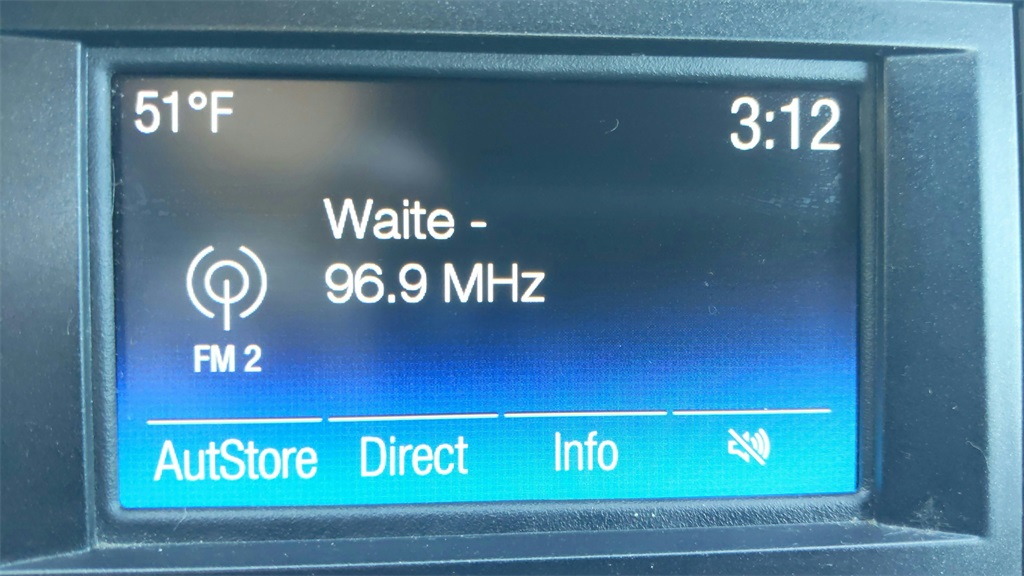 51°F
3:12
Waite -
96.9 MHz
FM 2
AutStore Direct Info